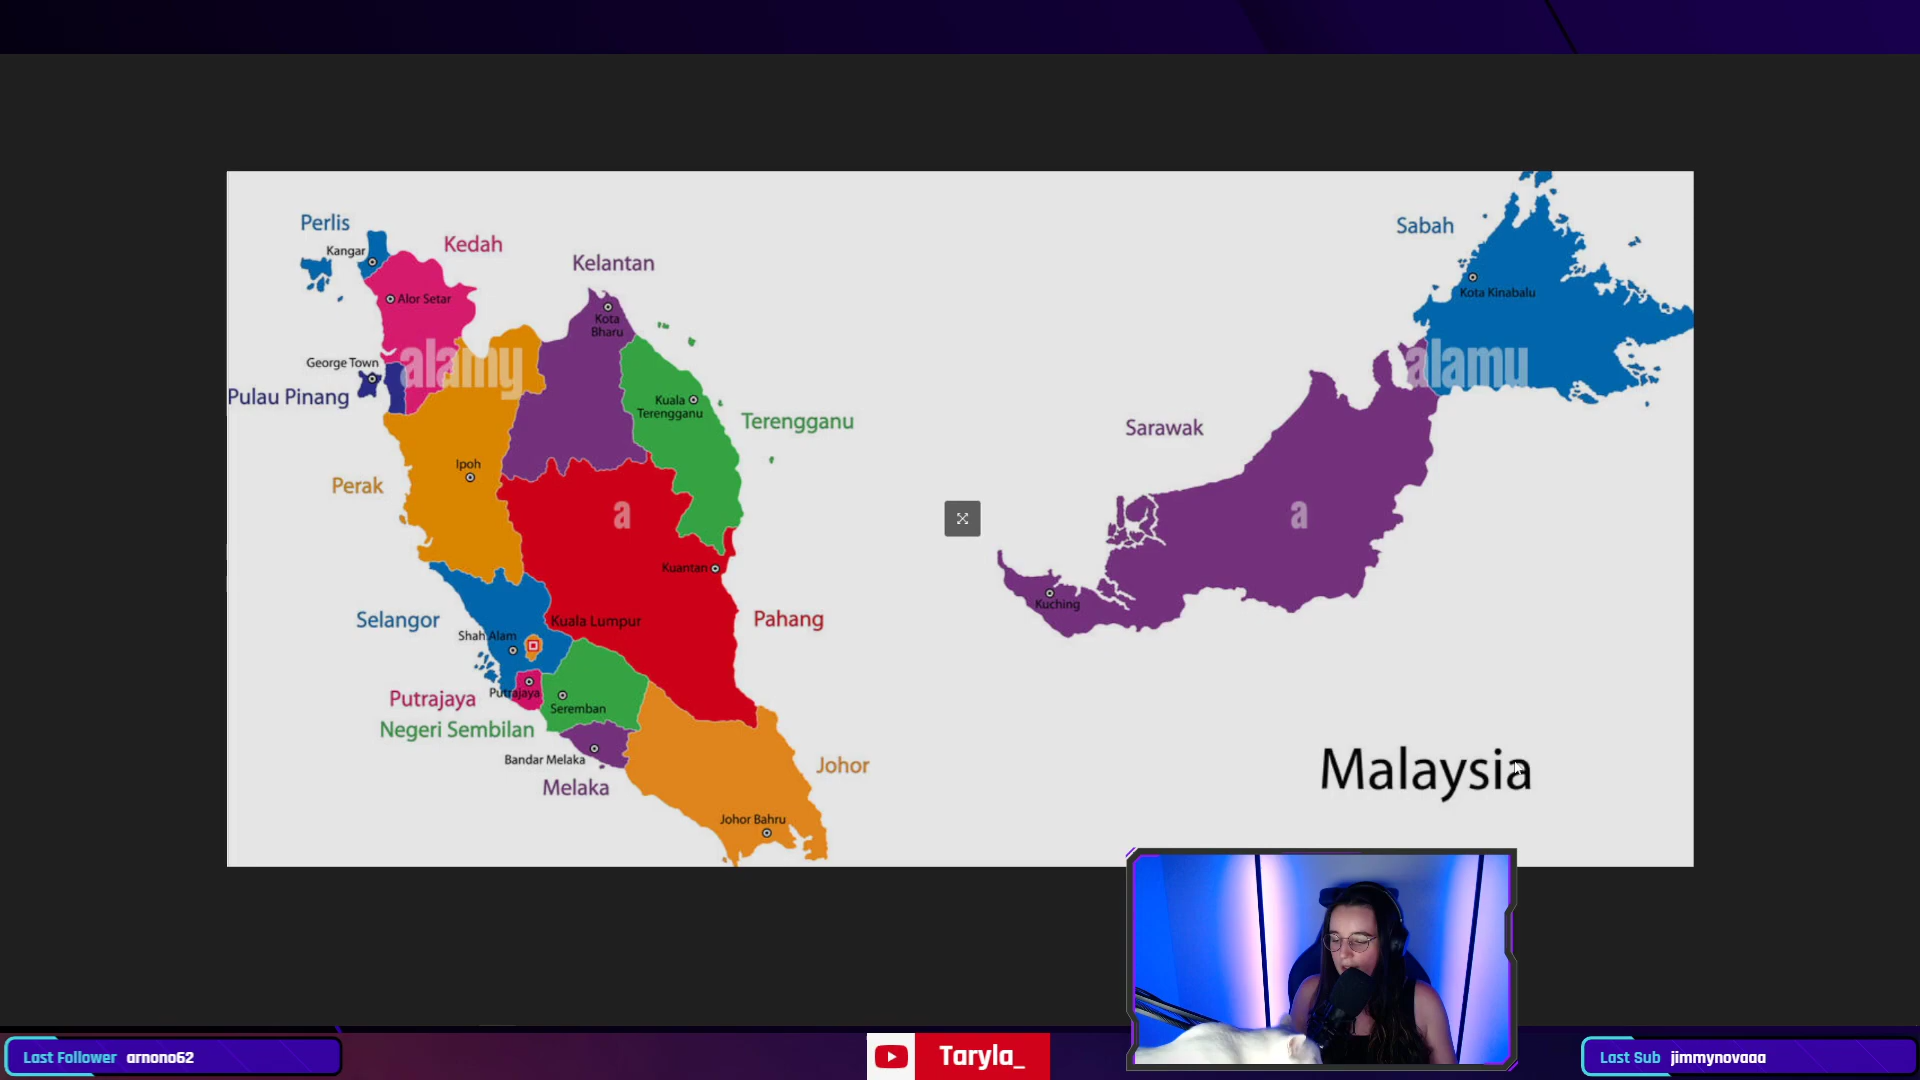 Perlis
Kangar
Kedah
Alor Setar
Kelantan
Kota
Bharu
George Town
Pulau Pinang
alamy
Kuala
Terengganu
Terengganu
Perak
Ipoh
a
Kuantan
Pahang
Selangor
Shah Alam
Kuala Lumpur
Putrajaya
Putrajaya
Negeri Sembilan
Seremban
Bandar Melaka
Melaka
Johor
Johor Bahru
Sabah
Kota Kinabalu
alamy
Sarawak
a
Kuching
Malaysia
Last Follower arnono62
Taryla_
Last Sub jimmynovaaa